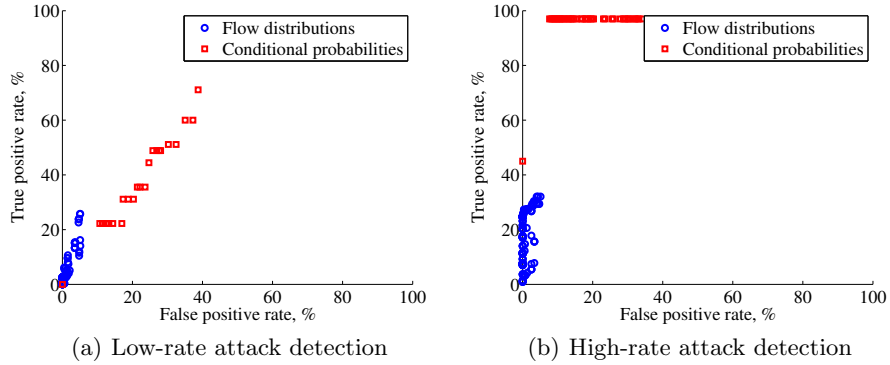 Flow distributions
Conditional probabilities
True positive rate, %
100
80
60
40
20
0
0 20 40 60 80 100
False positive rate, %
(a) Low-rate attack detection
Flow distributions
Conditional probabilities
True positive rate, %
100
80
60
40
20
0
0 20 40 60 80 100
False positive rate, %
(b) High-rate attack detection